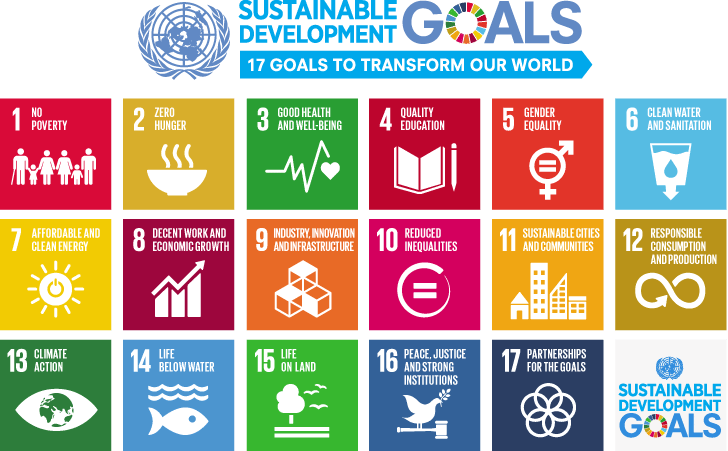 SUSTAINABLE
DEVELOPMENT
GOALS
17 GOALS TO TRANSFORM OUR WORLD
1 NO
POVERTY
2 ZERO
HUNGER
3 GOOD HEALTH
AND WELL-BEING
4 QUALITY
EDUCATION
5 GENDER
EQUALITY
6 CLEAN WATER
AND SANITATION
7 AFFORDABLE AND
CLEAN ENERGY
8 DECENT WORK AND
ECONOMIC GROWTH
9 INDUSTRY, INNOVATION
AND INFRASTRUCTURE
10 REDUCED
INEQUALITIES
11 SUSTAINABLE CITIES
AND COMMUNITIES
12 RESPONSIBLE
CONSUMPTION
AND PRODUCTION
13 CLIMATE
ACTION
14 LIFE
BELOW WATER
15 LIFE
ON LAND
16 PEACE, JUSTICE
AND STRONG
INSTITUTIONS
17 PARTNERSHIPS
FOR THE GOALS
SUSTAINABLE
DEVELOPMENT
GOALS